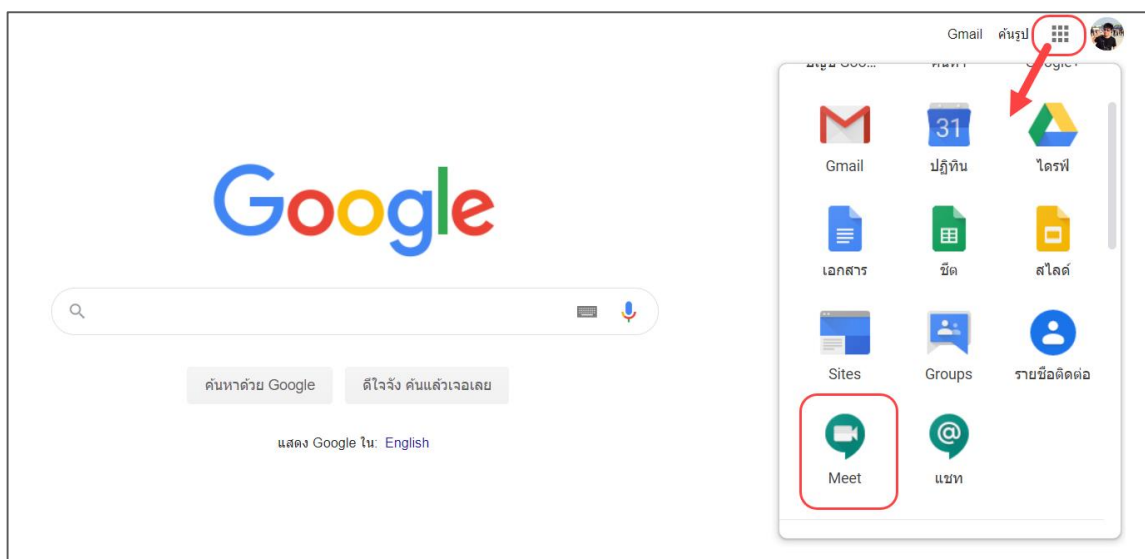 Gmail ค้นรูป
Google
ค้นหาด้วย Google ดีใจจัง ค้นแล้วเจอเลย
แสดง Google ใน: English
Gmail ปฏิทิน ไดรฟ์
31
เอกสาร ชีต สไลด์
Sites Groups รายชื่อติดต่อ
Meet แชท